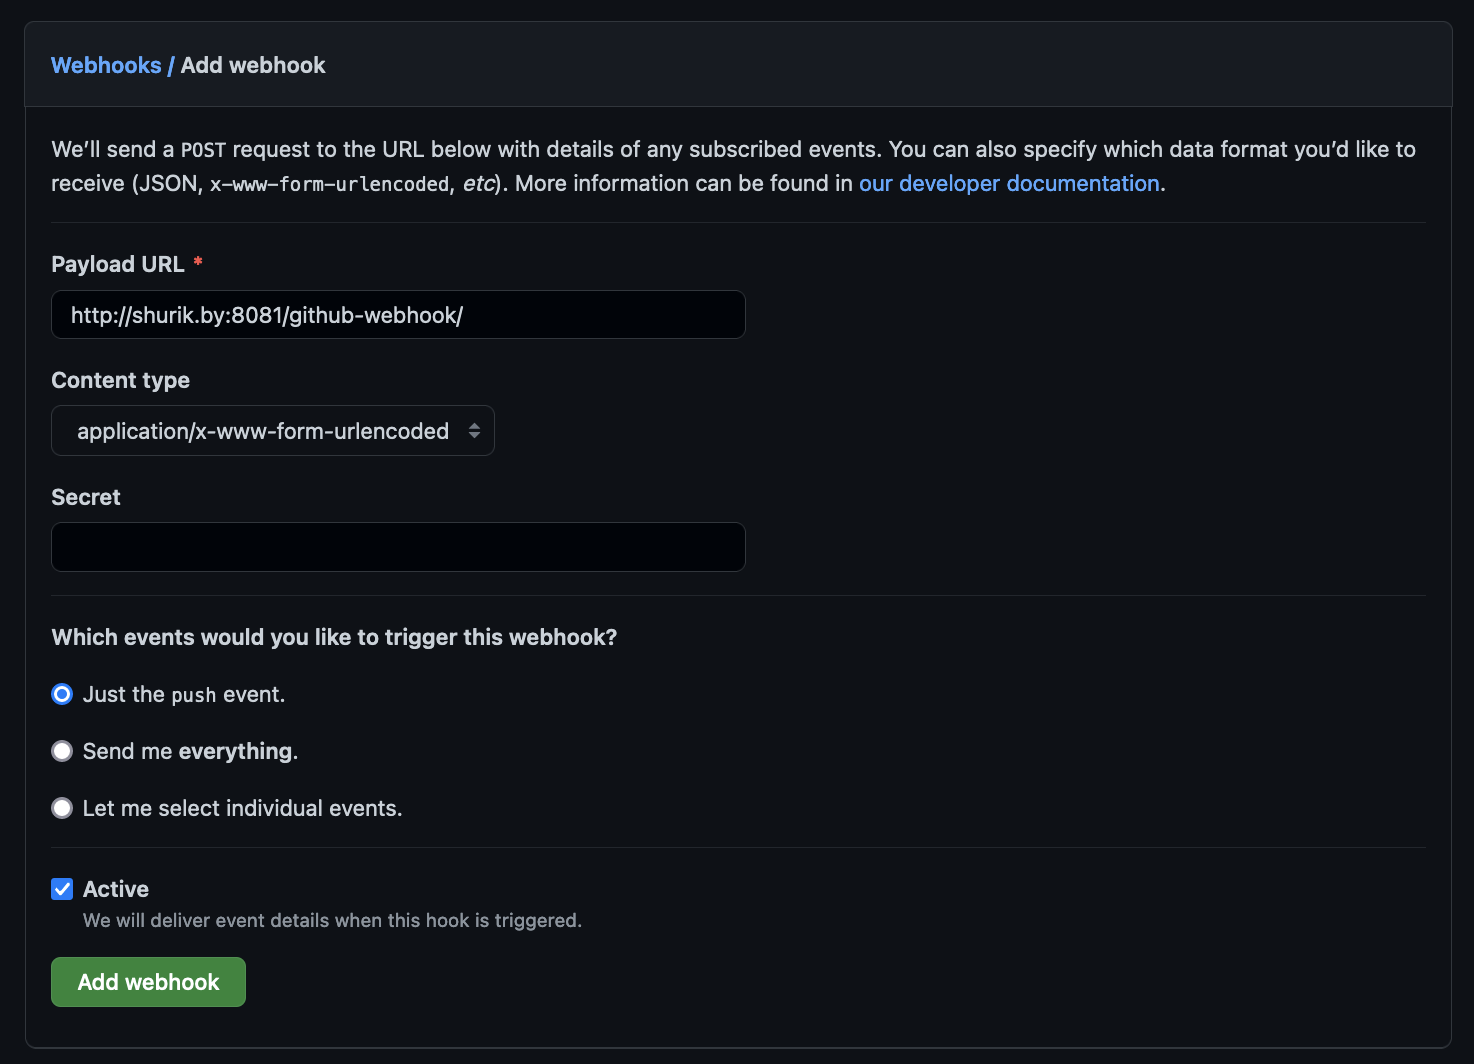 Webhooks / Add webhook
We’ll send a POST request to the URL below with details of any subscribed events. You can also specify which data format you’d like to
receive (JSON, x-www-form-urlencoded, etc). More information can be found in our developer documentation.
Payload URL *
http://shurik.by:8081/github-webhook/
Content type
application/x-www-form-urlencoded
Secret
Which events would you like to trigger this webhook?
Just the push event.
Send me everything.
Let me select individual events.
Active
We will deliver event details when this hook is triggered.
Add webhook